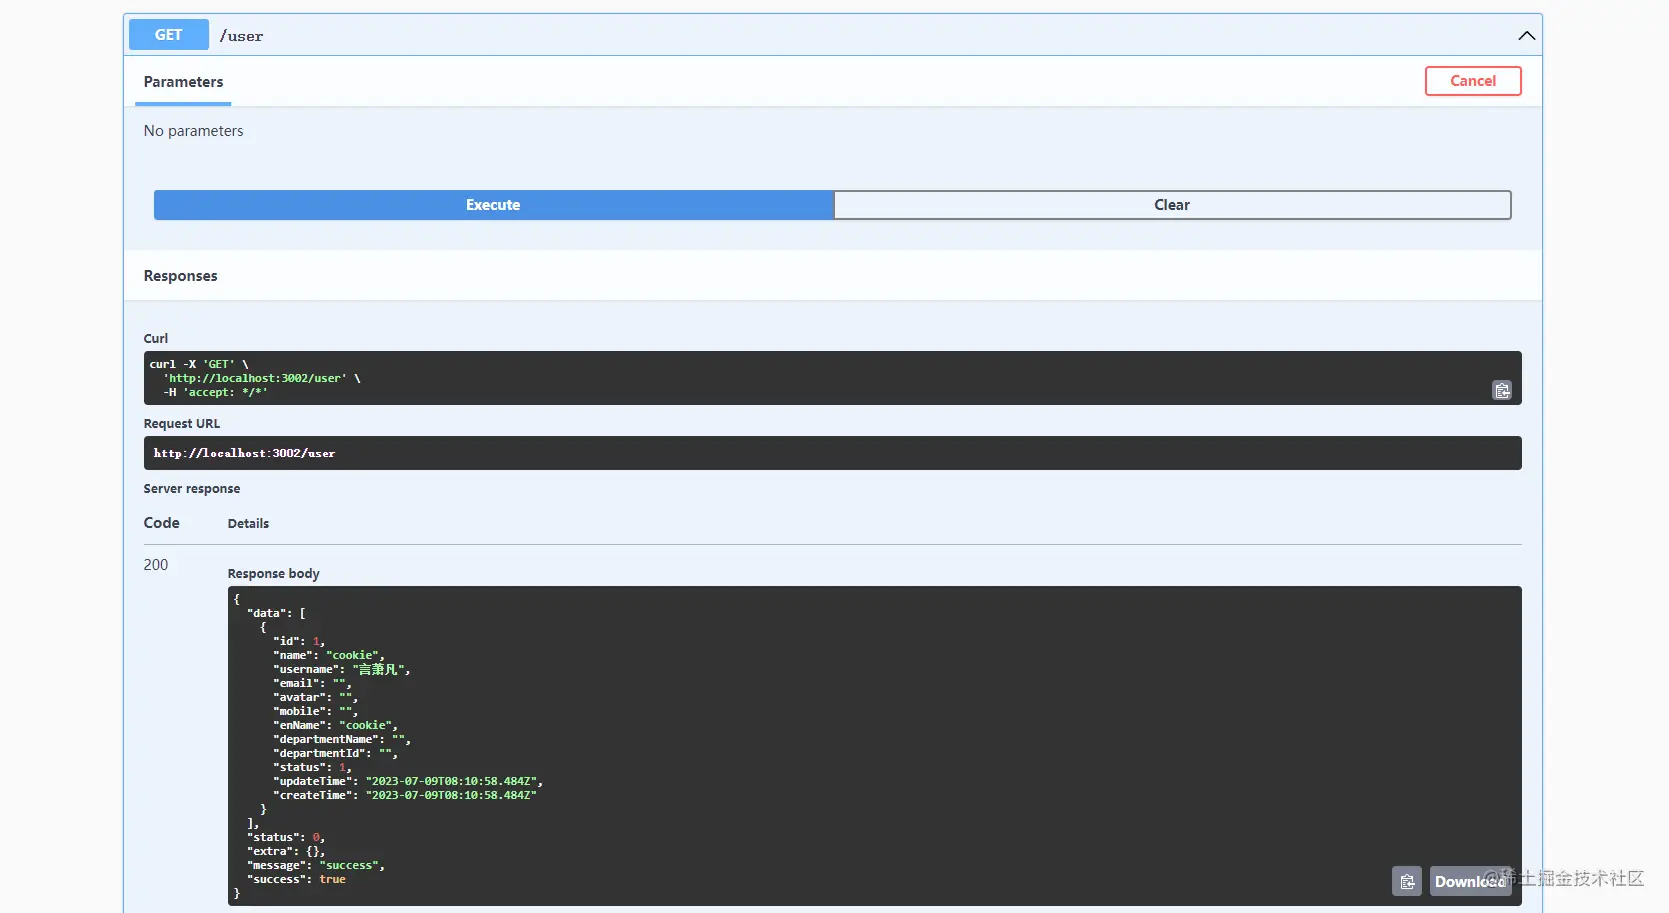 GET /user
Parameters
Cancel
No parameters
Execute
Clear
Responses
Curl
curl -X 'GET' \
  'http://localhost:3002/user' \
  -H 'accept: */*'
Request URL
http://localhost:3002/user
Server response
Code Details
200
Response body
{
  "data": [
    {
      "id": 1,
      "name": "cookie",
      "username": "言萧凡",
      "email": "",
      "avatar": "",
      "mobile": "",
      "enName": "cookie",
      "departmentName": "",
      "departmentId": "",
      "status": 1,
      "updateTime": "2023-07-09T08:10:58.484Z",
      "createTime": "2023-07-09T08:10:58.484Z"
    }
  ],
  "status": 0,
  "extra": {},
  "message": "success",
  "success": true
}
Download
@稀土掘金技术社区